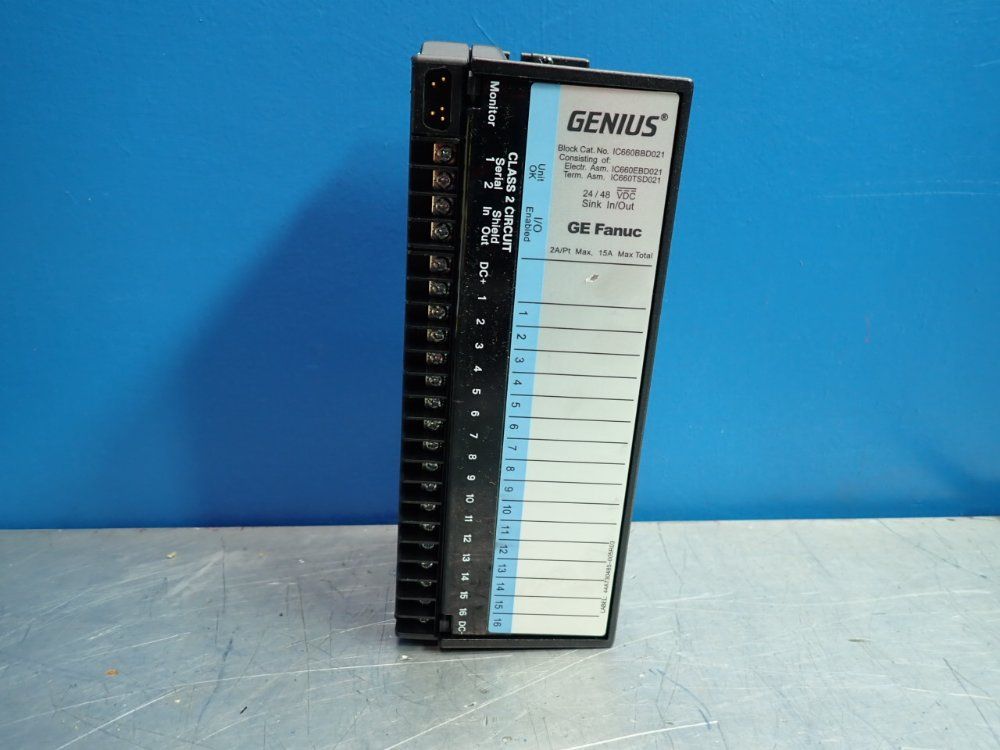 GENIUS®
Block Cat. No. IC660BBD021
Consisting of:
Electr. Asm. IC660EBD021
Term. Asm. IC660TSD021
24 / 48 VDC
Sink In/Out
GE Fanuc
2A/Pt Max, 15A Max Total
Unit OK
I/O Enabled
1
2
3
4
5
6
7
8
9
10
11
12
13
14
15
16
Monitor
CLASS 2 CIRCUIT
Serial Shield
1 2 In Out
DC+
1
2
3
4
5
6
7
8
9
10
11
12
13
14
15
16
DC-